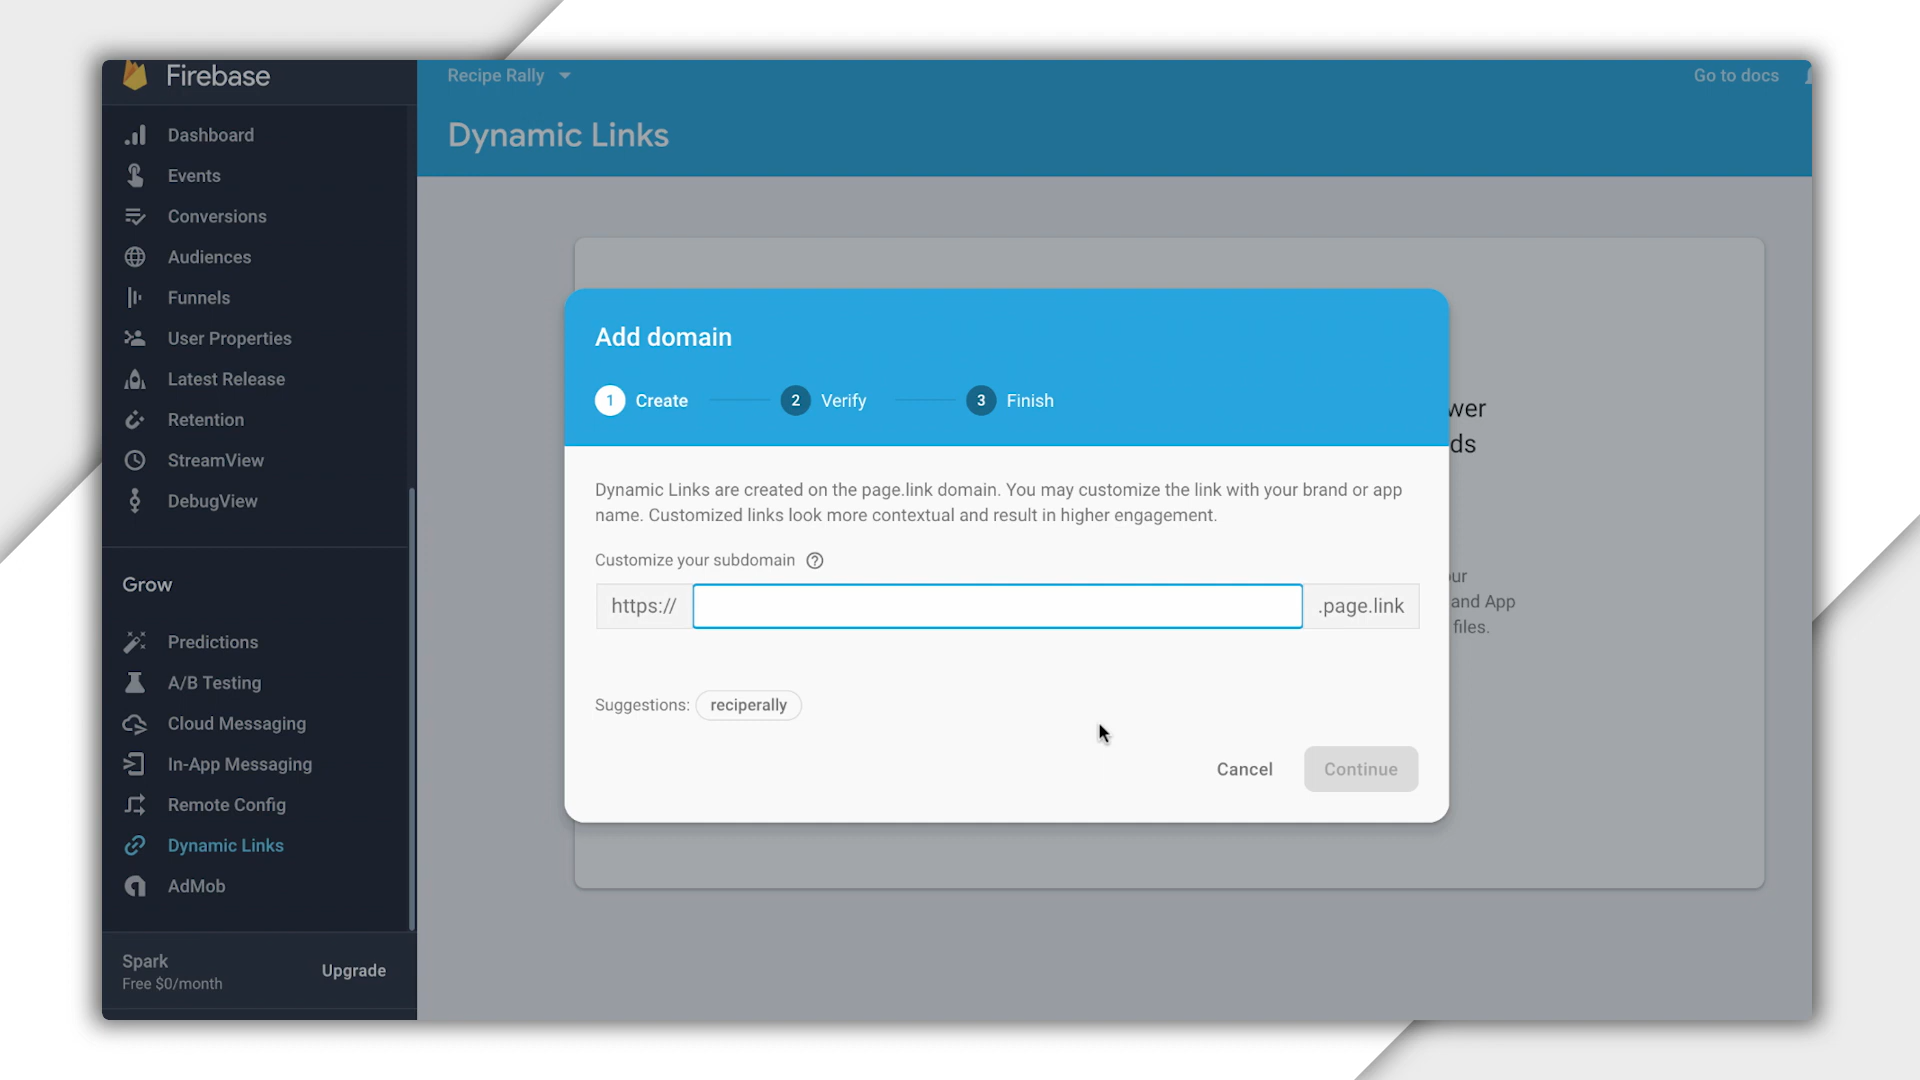 Firebase
Dashboard
Events
Conversions
Audiences
Funnels
User Properties
Latest Release
Retention
StreamView
DebugView
Grow
Predictions
A/B Testing
Cloud Messaging
In-App Messaging
Remote Config
Dynamic Links
AdMob
Spark
Free $0/month
Upgrade
Recipe Rally
Go to docs
Dynamic Links
Add domain
1 Create
2 Verify
3 Finish
Dynamic Links are created on the page.link domain. You may customize the link with your brand or app
name. Customized links look more contextual and result in higher engagement.
Customize your subdomain ?
https://
.page.link
Suggestions: reciperally
Cancel
Continue
wer
ds
and App
files.